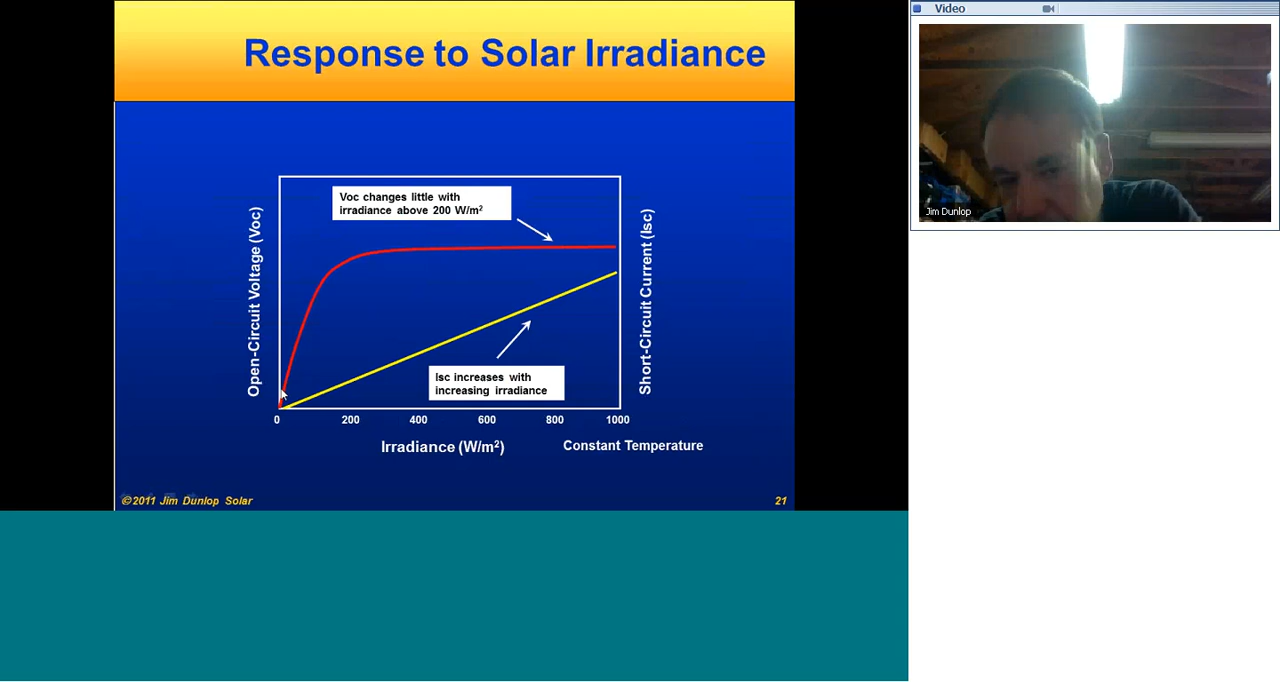 Response to Solar Irradiance
Video
Voc changes little with
irradiance above 200 W/m²
Open-Circuit Voltage (Voc)
Short-Circuit Current (Isc)
Isc increases with
increasing irradiance
0 200 400 600 800 1000
Irradiance (W/m²)
Constant Temperature
©2011 Jim Dunlop Solar
21
Jim Dunlop